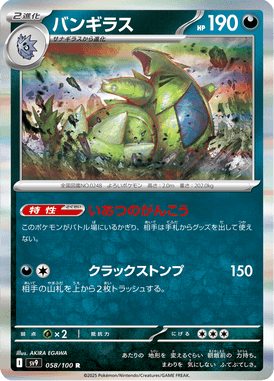 2進化 バンギラス HP 190
サナギラスから進化
全国図鑑NO.0248 よろいポケモン 高さ：2.0m 重さ：202.0kg
特性 いあつのがんこう
このポケモンがバトル場にいるかぎり、相手は手札からグッズを出して使え
ない。
クラックストンプ 150
相手の山札を上から2枚トラッシュする。
弱点 ×2 抵抗力 にげる
Illus. AKIRA EGAWA
I sv9 058/100 R
あたりの 地形を 変えるぐらい
朝飯前の 力持ち。
©2025 Pokémon/Nintendo/Creatures/GAME FREAK.